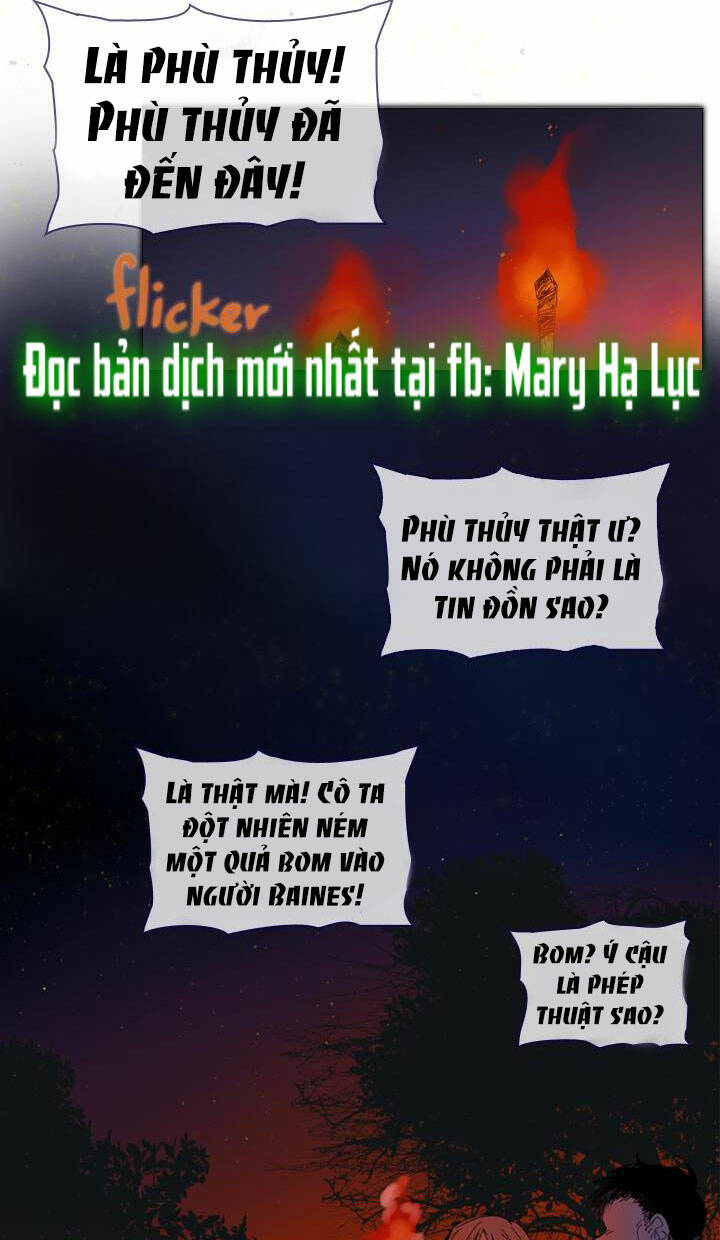 LÀ PHÙ THỦY!
PHÙ THỦY ĐÃ
ĐẾN ĐÂY!
flicker
Đọc bản dịch mới nhất tại fb: Mary Hạ Lục
PHÙ THỦY THẬT Ư?
NÓ KHÔNG PHẢI LÀ
TIN ĐỒN SAO?
LÀ THẬT MÀ! CÔ TA
ĐỘT NHIÊN NÉM
MỘT QUẢ BOM VÀO
NGƯỜI RAINES!
BOM? Ý CẬU
LÀ PHÉP
THUẬT SAO?